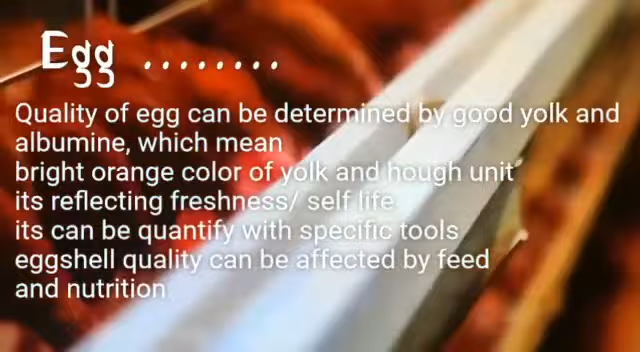 Egg ........
Quality of egg can be determined by good yolk and
albumine, which mean
bright orange color of yolk and hough unit
its reflecting freshness/ self life
its can be quantify with specific tools
eggshell quality can be affected by feed
and nutrition